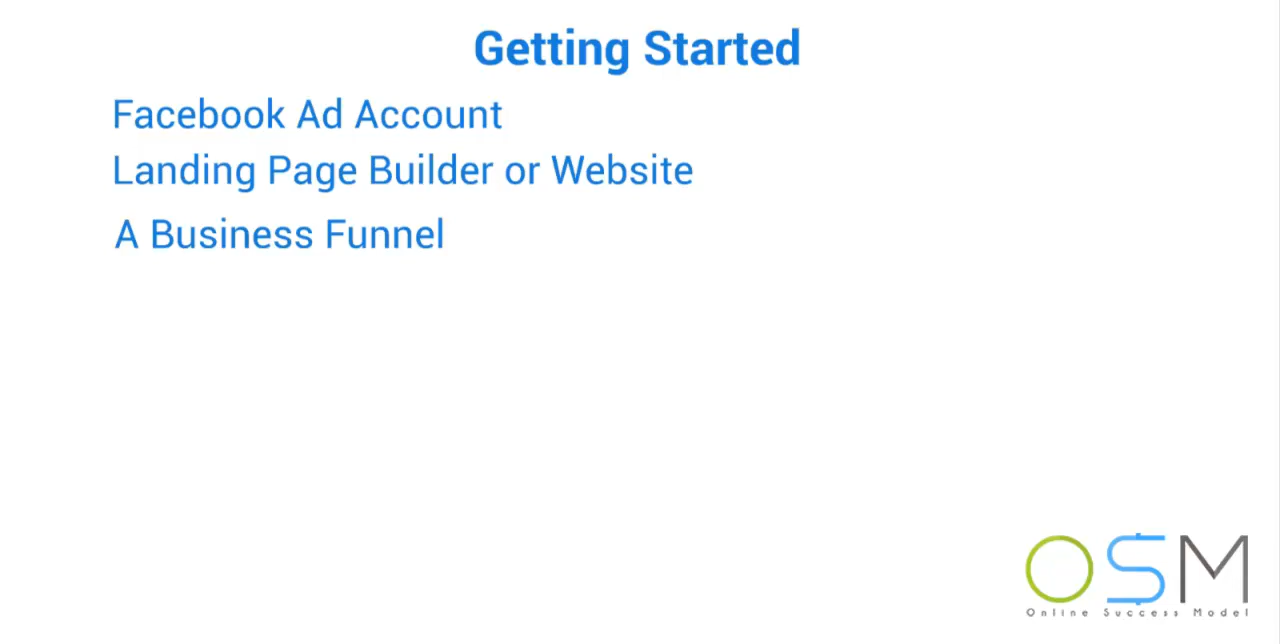 Getting Started
Facebook Ad Account
Landing Page Builder or Website
A Business Funnel
OSM
Online Success Model